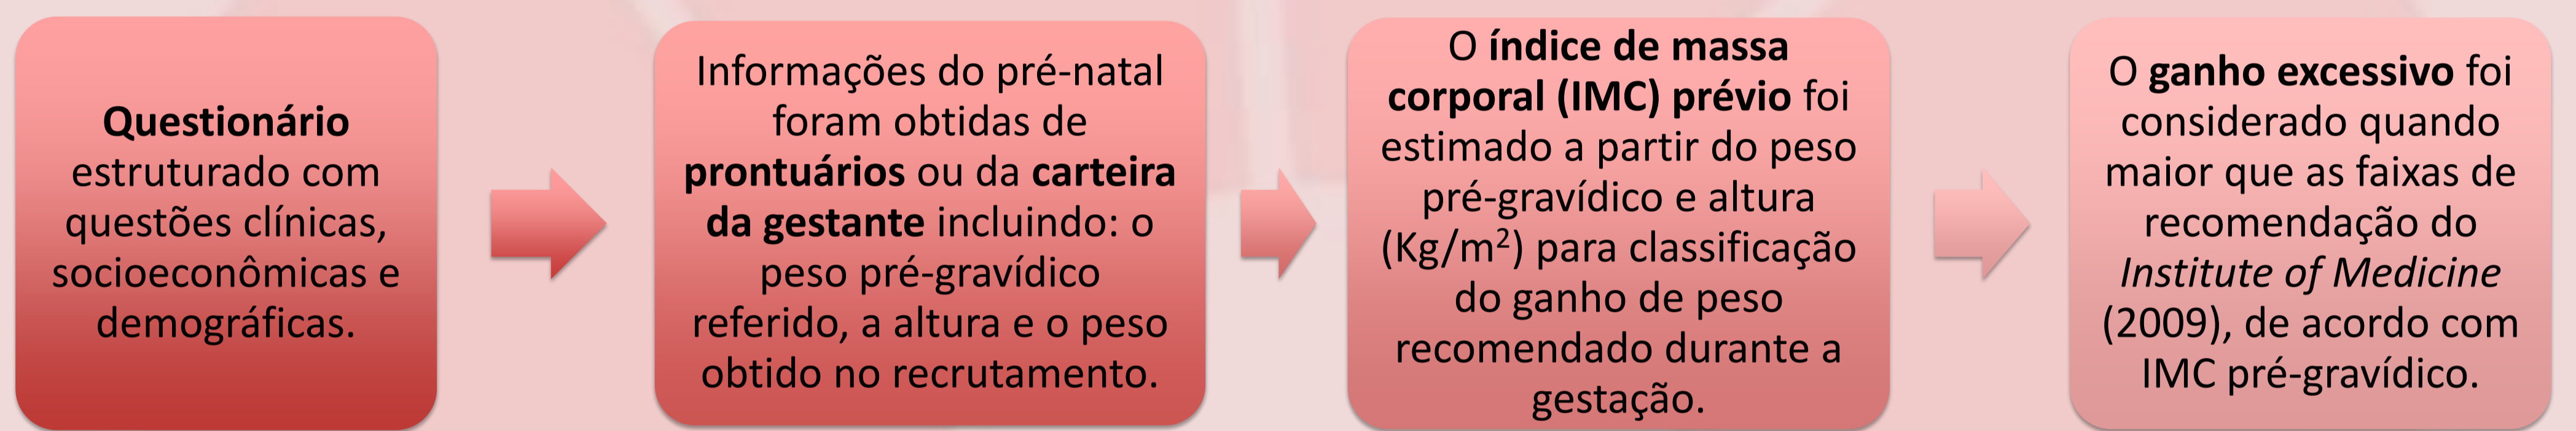 Questionário
estruturado com
questões clínicas,
socioeconômicas e
demográficas.
Informações do pré-natal
foram obtidas de
prontuários ou da carteira
da gestante incluindo: o
peso pré-gravídico
referido, a altura e o peso
obtido no recrutamento.
O índice de massa
corporal (IMC) prévio foi
estimado a partir do peso
pré-gravídico e altura
(Kg/m²) para classificação
do ganho de peso
recomendado durante a
gestação.
O ganho excessivo foi
considerado quando
maior que as faixas de
recomendação do
Institute of Medicine
(2009), de acordo com
IMC pré-gravídico.